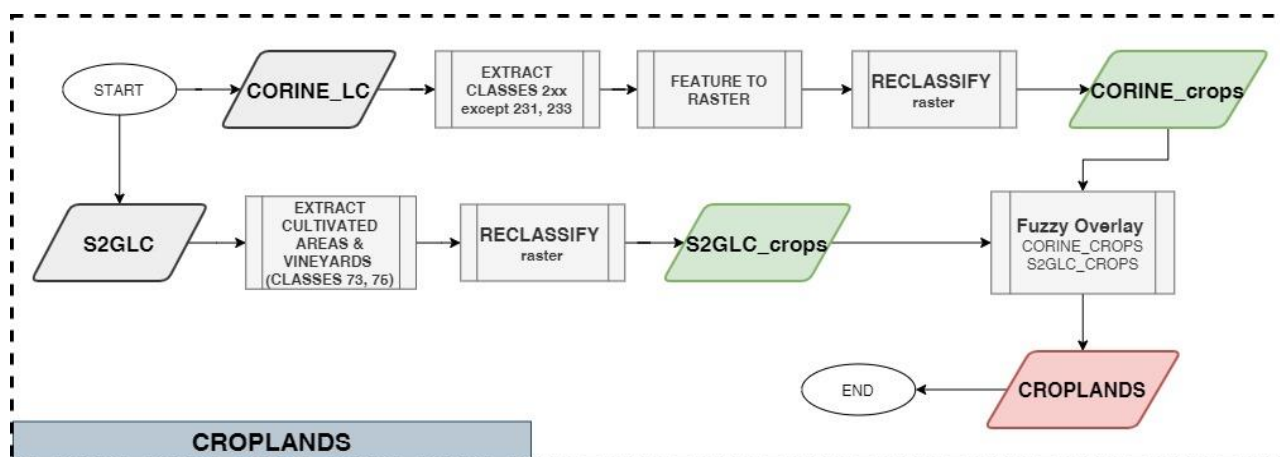 START
CORINE_LC
EXTRACT
CLASSES 2xx
except 231, 233
FEATURE TO
RASTER
RECLASSIFY
raster
CORINE_crops
S2GLC
EXTRACT
CULTIVATED
AREAS &
VINEYARDS
(CLASSES 73, 75)
RECLASSIFY
raster
S2GLC_crops
Fuzzy Overlay
CORINE_CROPS
S2GLC_CROPS
END
CROPLANDS
CROPLANDS